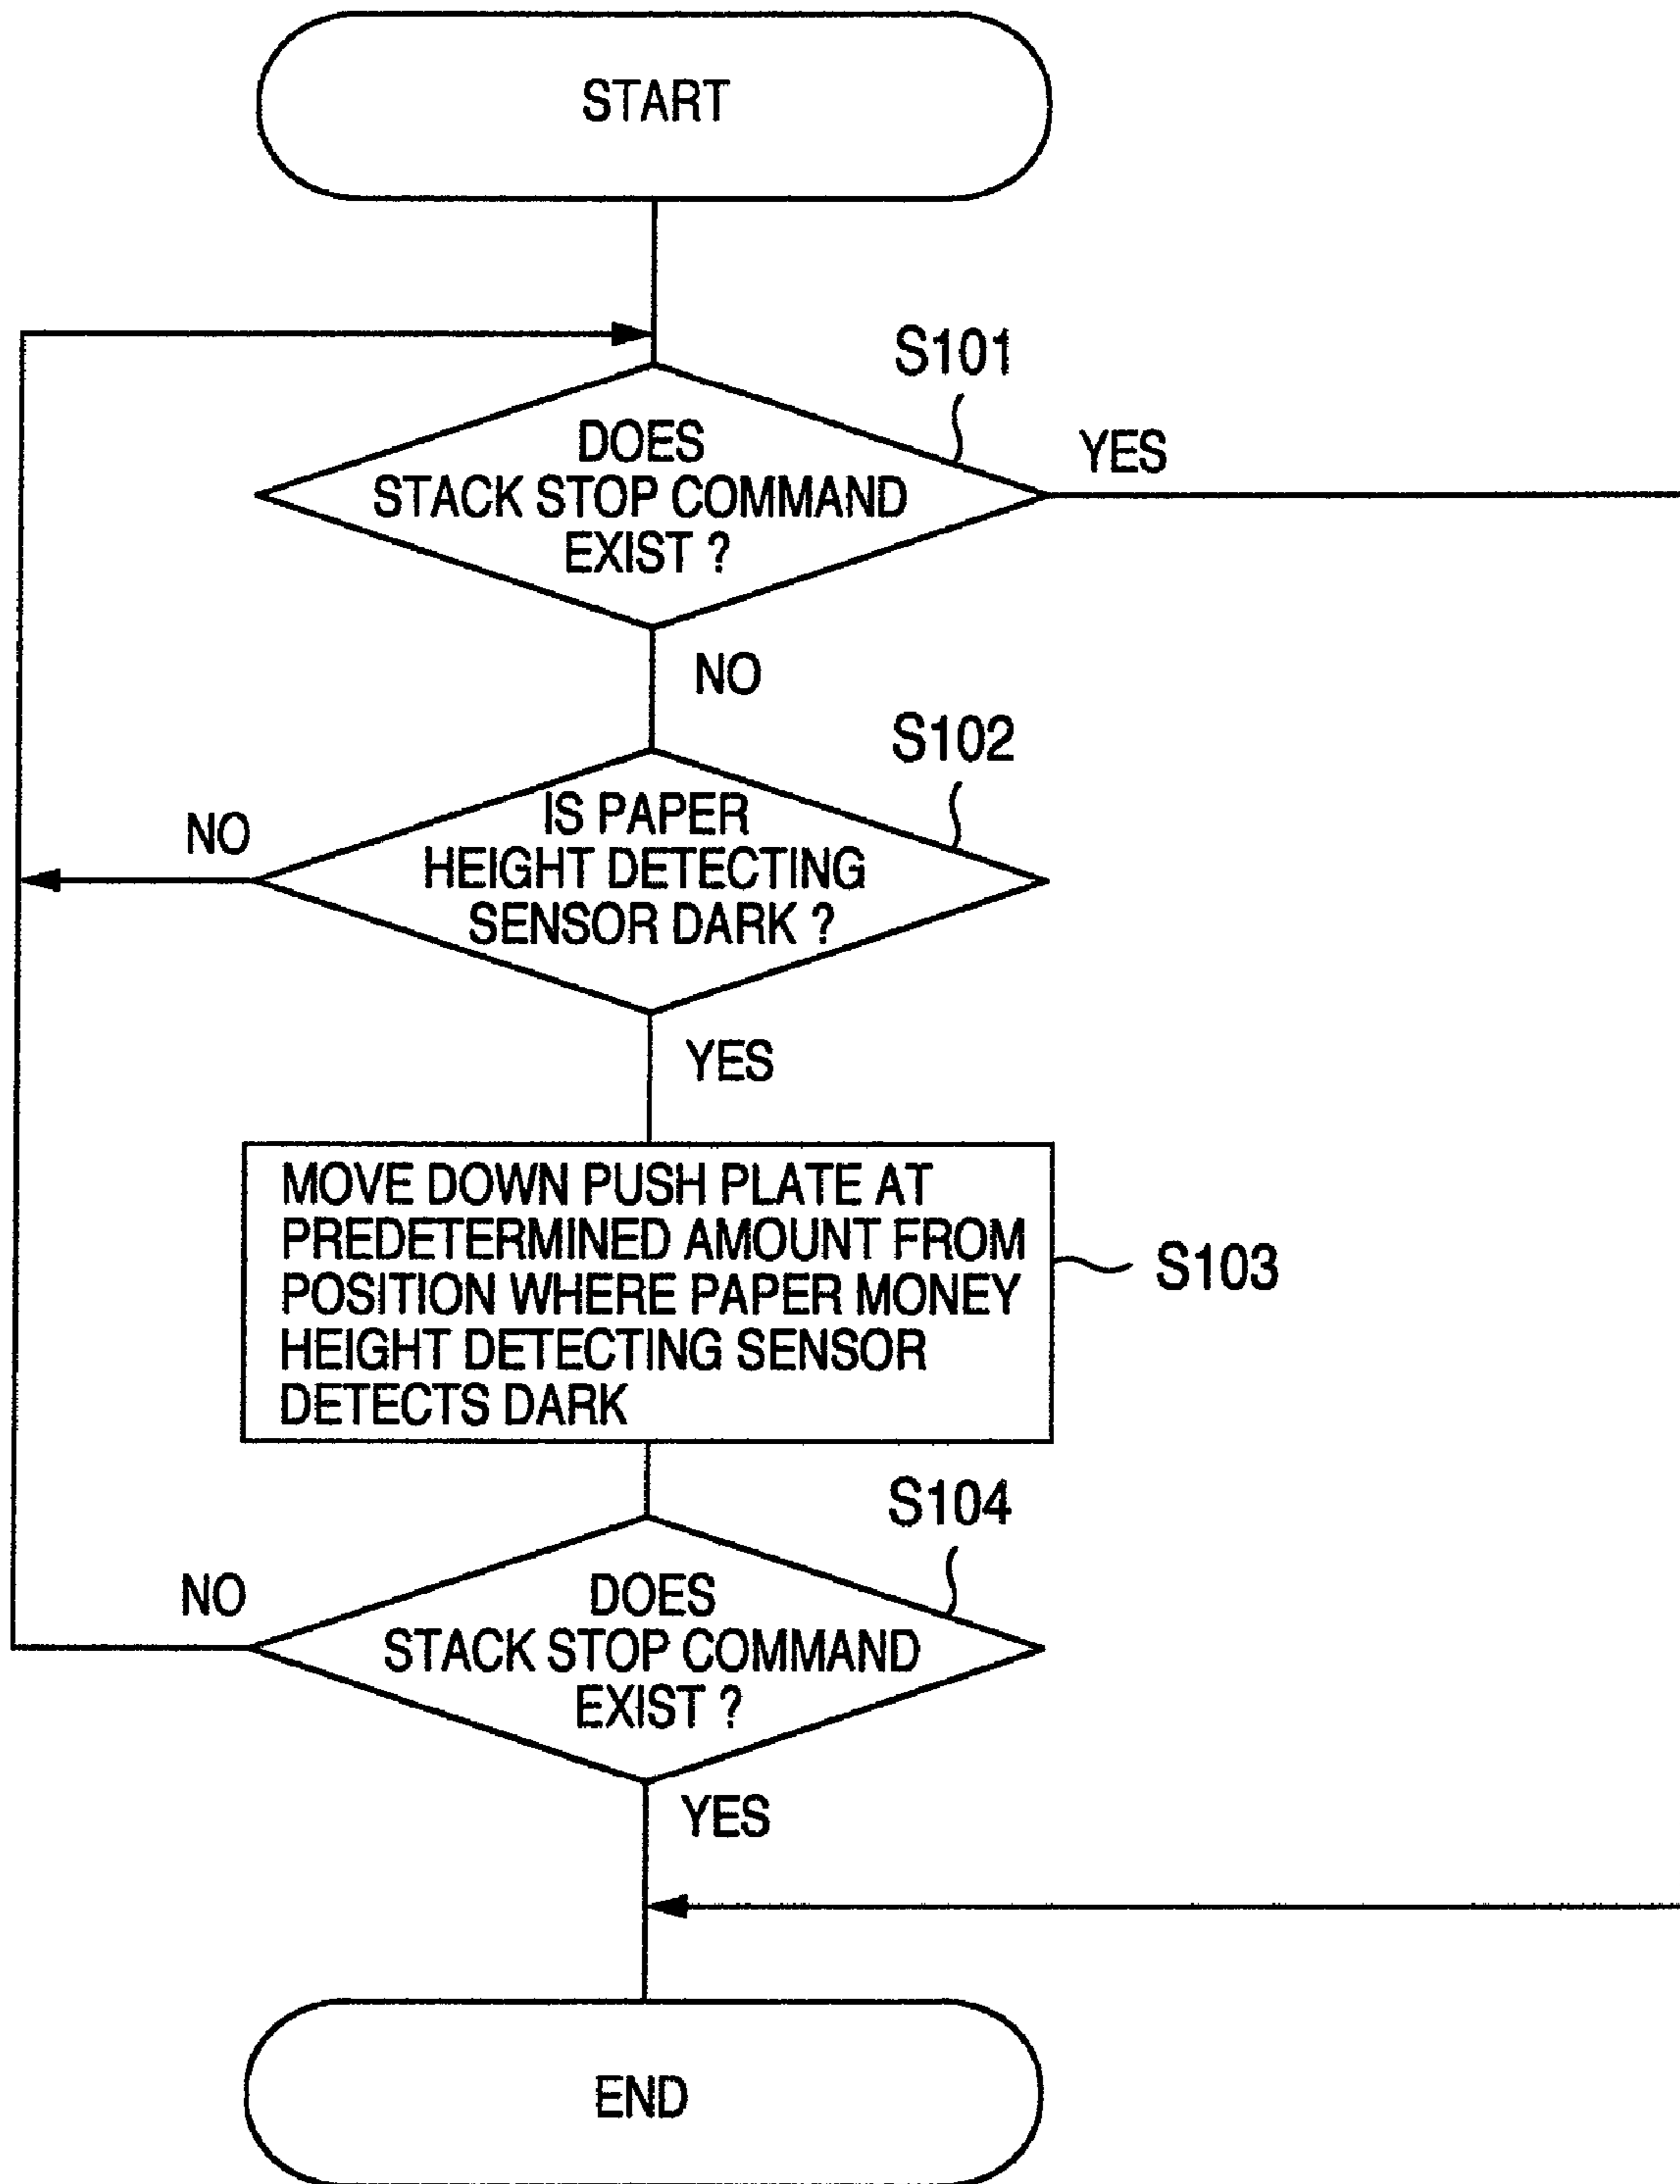 START
S101
DOES
STACK STOP COMMAND
EXIST ?
YES
NO
S102
IS PAPER
HEIGHT DETECTING
SENSOR DARK ?
NO
YES
MOVE DOWN PUSH PLATE AT
PREDETERMINED AMOUNT FROM
POSITION WHERE PAPER MONEY
HEIGHT DETECTING SENSOR
DETECTS DARK
S103
S104
DOES
STACK STOP COMMAND
EXIST ?
NO
YES
END